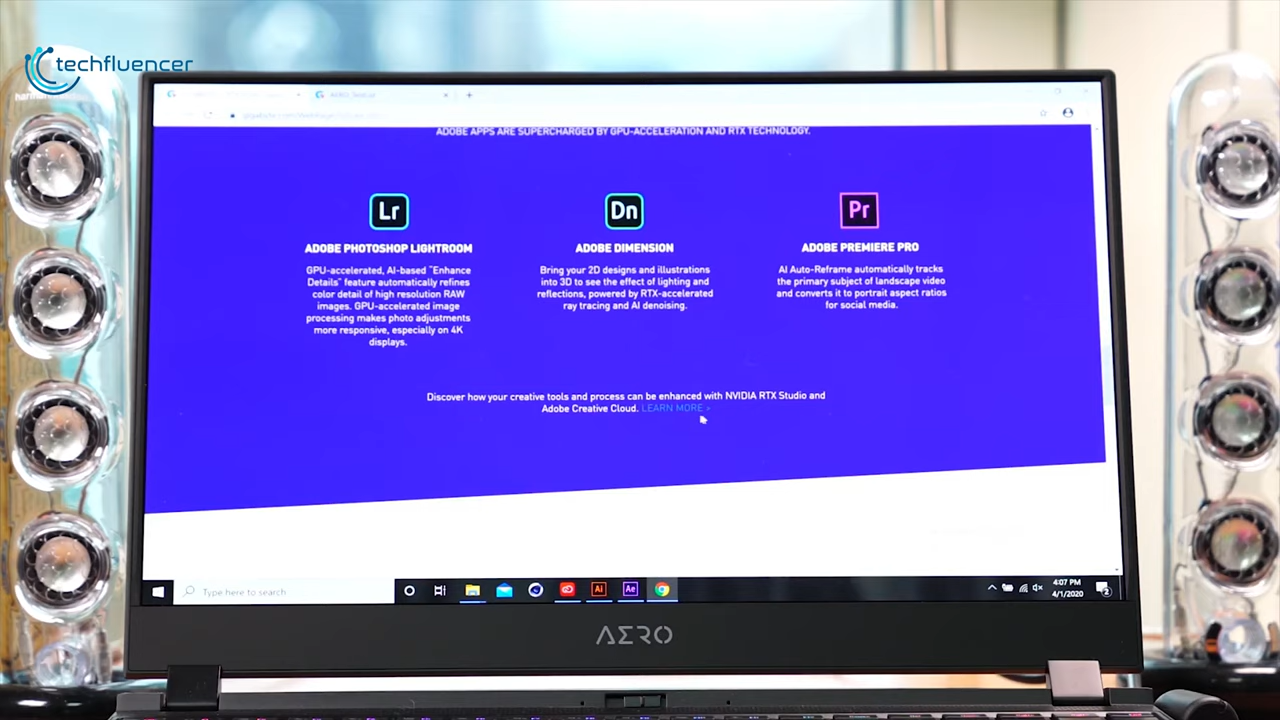 techfluencer
ADOBE APPS ARE SUPERCHARGED BY GPU-ACCELERATION AND RTX TECHNOLOGY.
Lr
ADOBE PHOTOSHOP LIGHTROOM
GPU-accelerated, AI-based "Enhance
Details" feature automatically refines
color detail of high resolution RAW
images. GPU-accelerated image
processing makes photo adjustments
more responsive, especially on 4K
displays.
Dn
ADOBE DIMENSION
Bring your 2D designs and illustrations
into 3D to see the effect of lighting and
reflections, powered by RTX-accelerated
ray tracing and AI denoising.
Pr
ADOBE PREMIERE PRO
AI Auto-Reframe automatically tracks
the primary subject of landscape video
and converts it to portrait aspect ratios
for social media.
Discover how your creative tools and process can be enhanced with NVIDIA RTX Studio and
Adobe Creative Cloud. LEARN MORE >
Type here to search
Ai
Ae
4:07 PM
4/1/2020
2
AERO